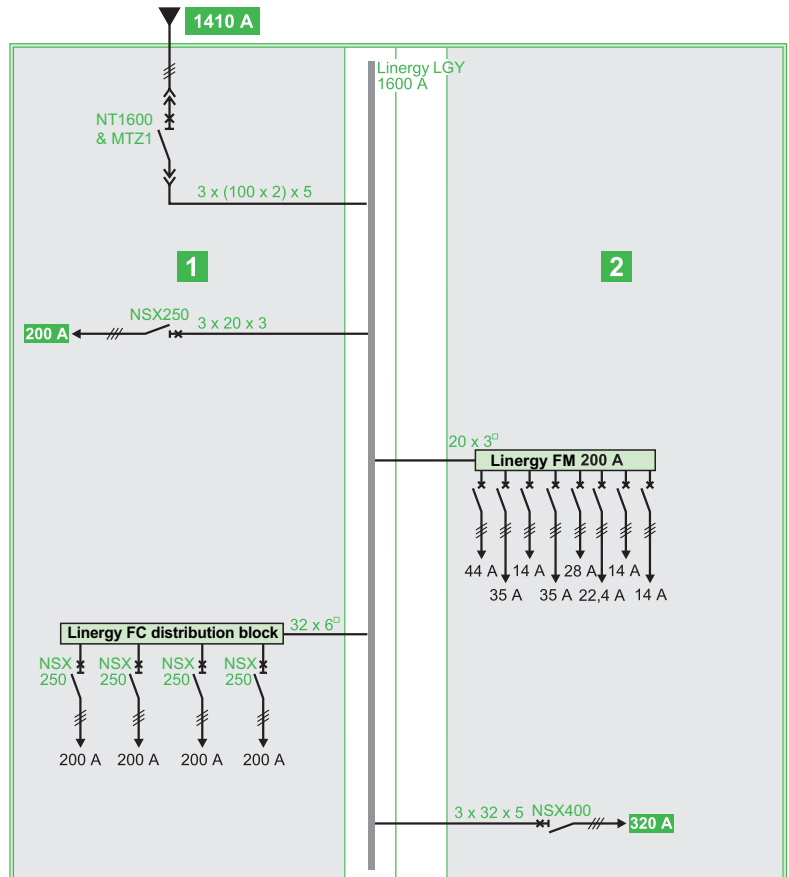 1410 A
Linergy LGY
1600 A
NT1600
& MTZ1
3 x (100 x 2) x 5
1
2
NSX250
200 A
3 x 20 x 3
20 x 3□
Linergy FM 200 A
44 A 14 A 28 A 14 A
35 A 35 A 22,4 A 14 A
32 x 6□
Linergy FC distribution block
NSX NSX NSX NSX
250 250 250 250
200 A 200 A 200 A 200 A
3 x 32 x 5
NSX400
320 A